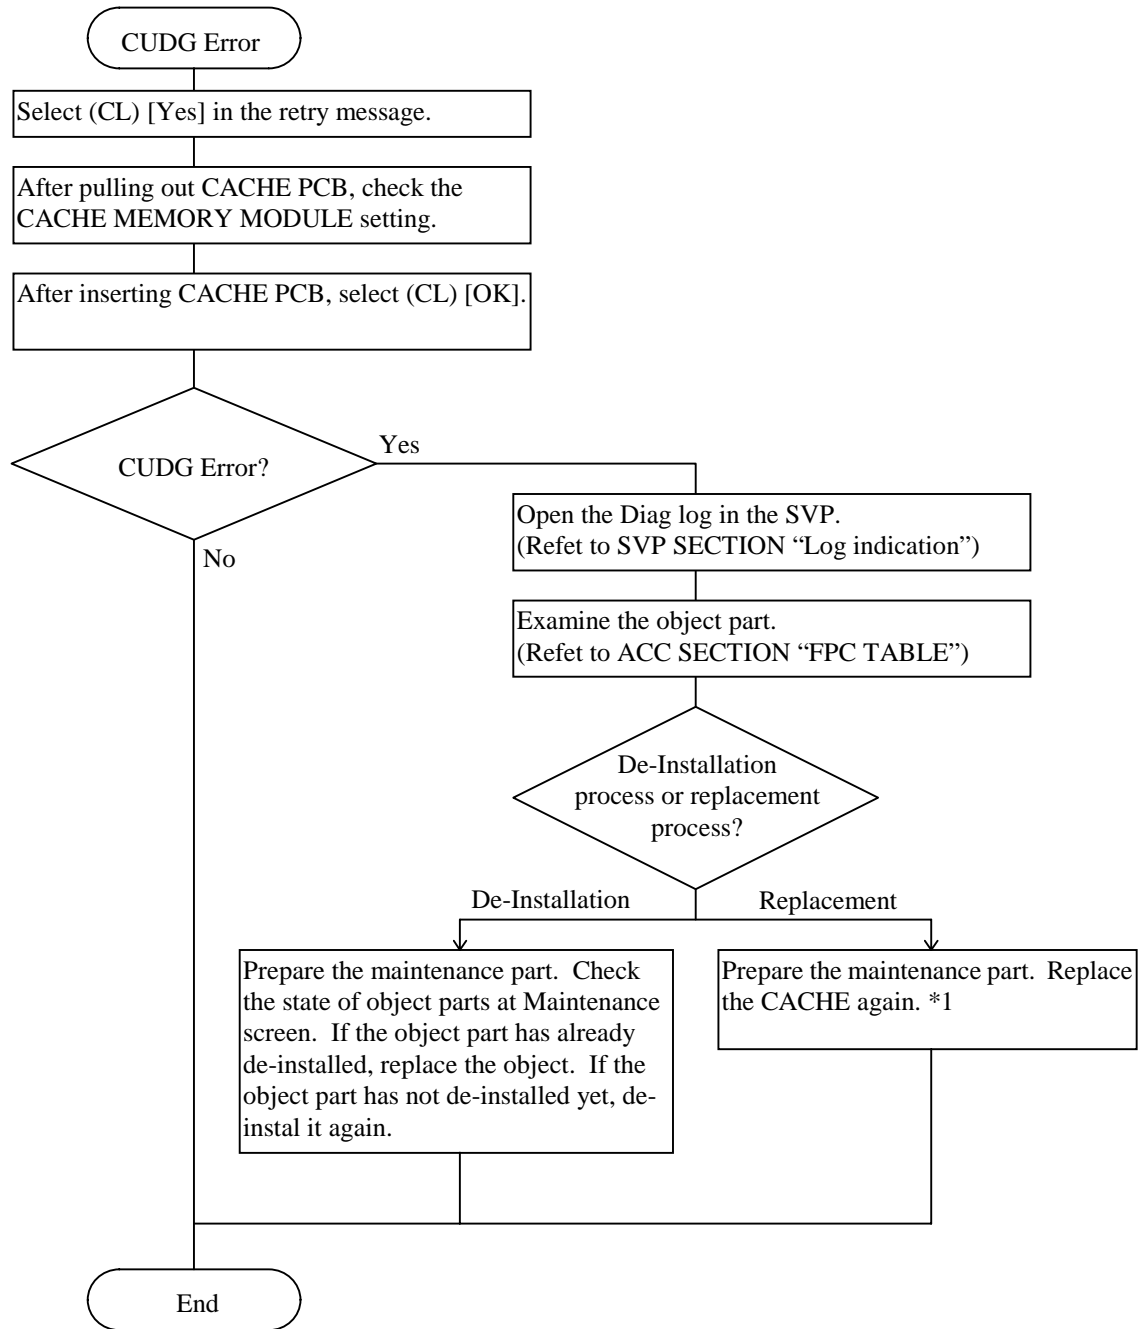 CUDG Error
Select (CL) [Yes] in the retry message.
After pulling out CACHE PCB, check the
CACHE MEMORY MODULE setting.
After inserting CACHE PCB, select (CL) [OK].
CUDG Error?
Yes
No
Open the Diag log in the SVP.
(Refet to SVP SECTION “Log indication”)
Examine the object part.
(Refet to ACC SECTION “FPC TABLE”)
De-Installation
process or replacement
process?
De-Installation
Replacement
Prepare the maintenance part.  Check
the state of object parts at Maintenance
screen.  If the object part has already
de-installed, replace the object.  If the
object part has not de-installed yet, de-
instal it again.
Prepare the maintenance part.  Replace
the CACHE again. *1
End